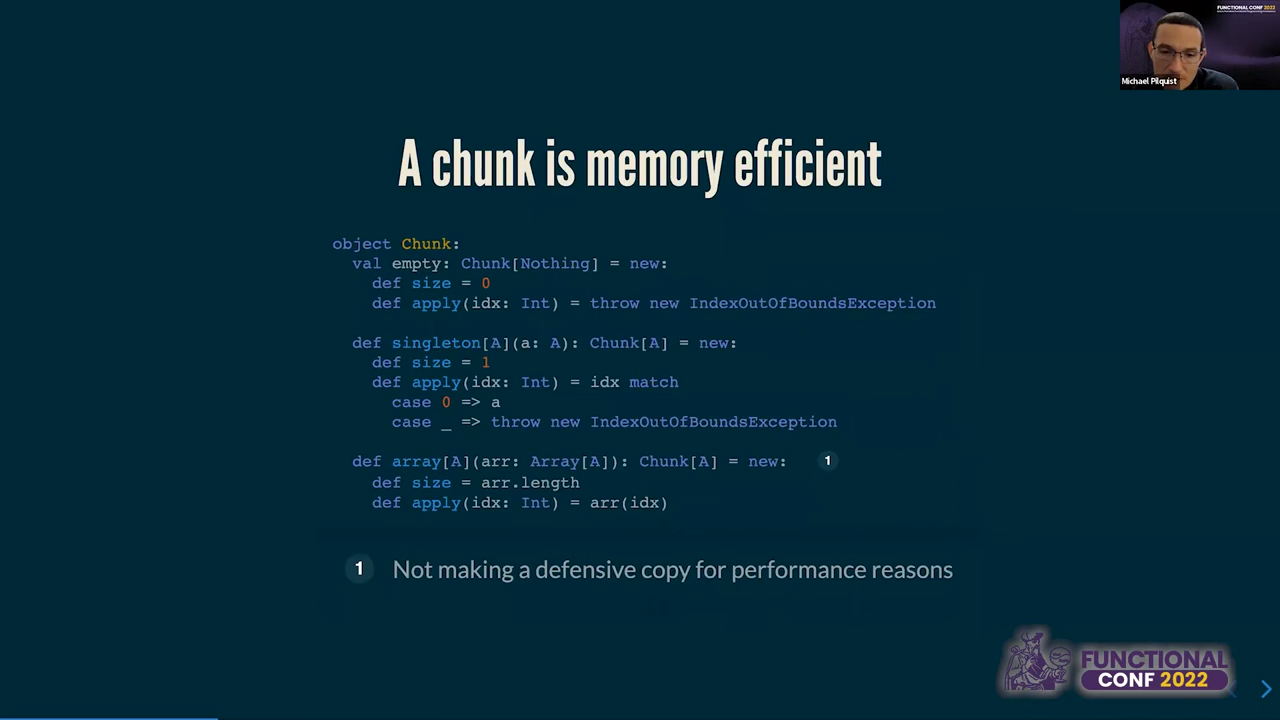 FUNCTIONAL CONF 2022
Michael Pilquist
A chunk is memory efficient
object Chunk:
  val empty: Chunk[Nothing] = new:
    def size = 0
    def apply(idx: Int) = throw new IndexOutOfBoundsException
  def singleton[A](a: A): Chunk[A] = new:
    def size = 1
    def apply(idx: Int) = idx match
      case 0 => a
      case _ => throw new IndexOutOfBoundsException
  def array[A](arr: Array[A]): Chunk[A] = new: 1
    def size = arr.length
    def apply(idx: Int) = arr(idx)
1 Not making a defensive copy for performance reasons
FUNCTIONAL
CONF 2022